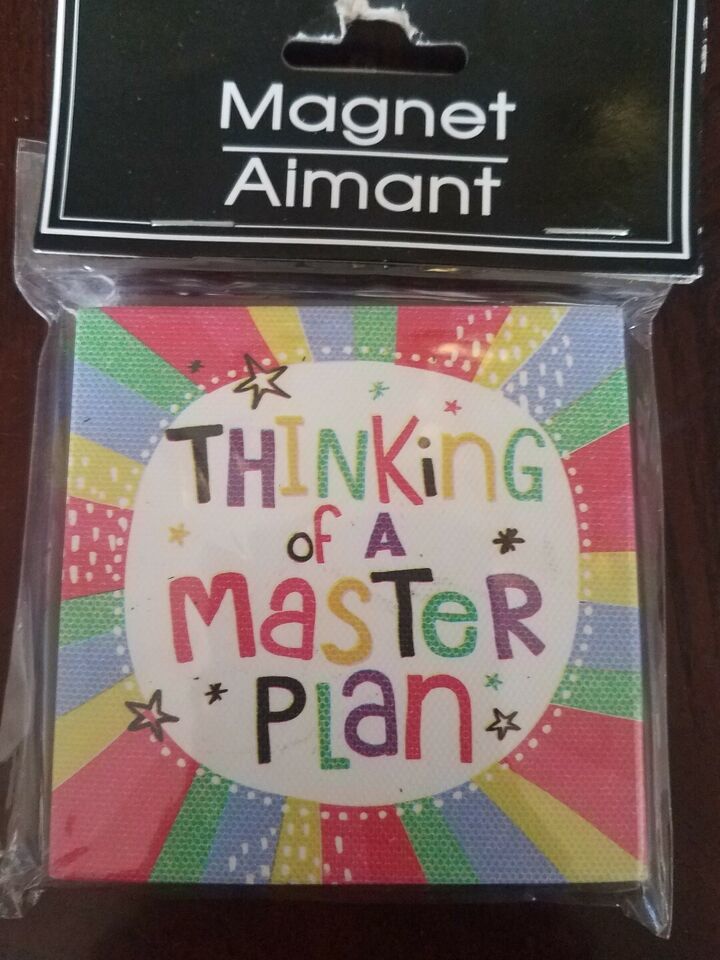 Magnet
Aimant
THINKiNG
of A
MasTeR
PLan